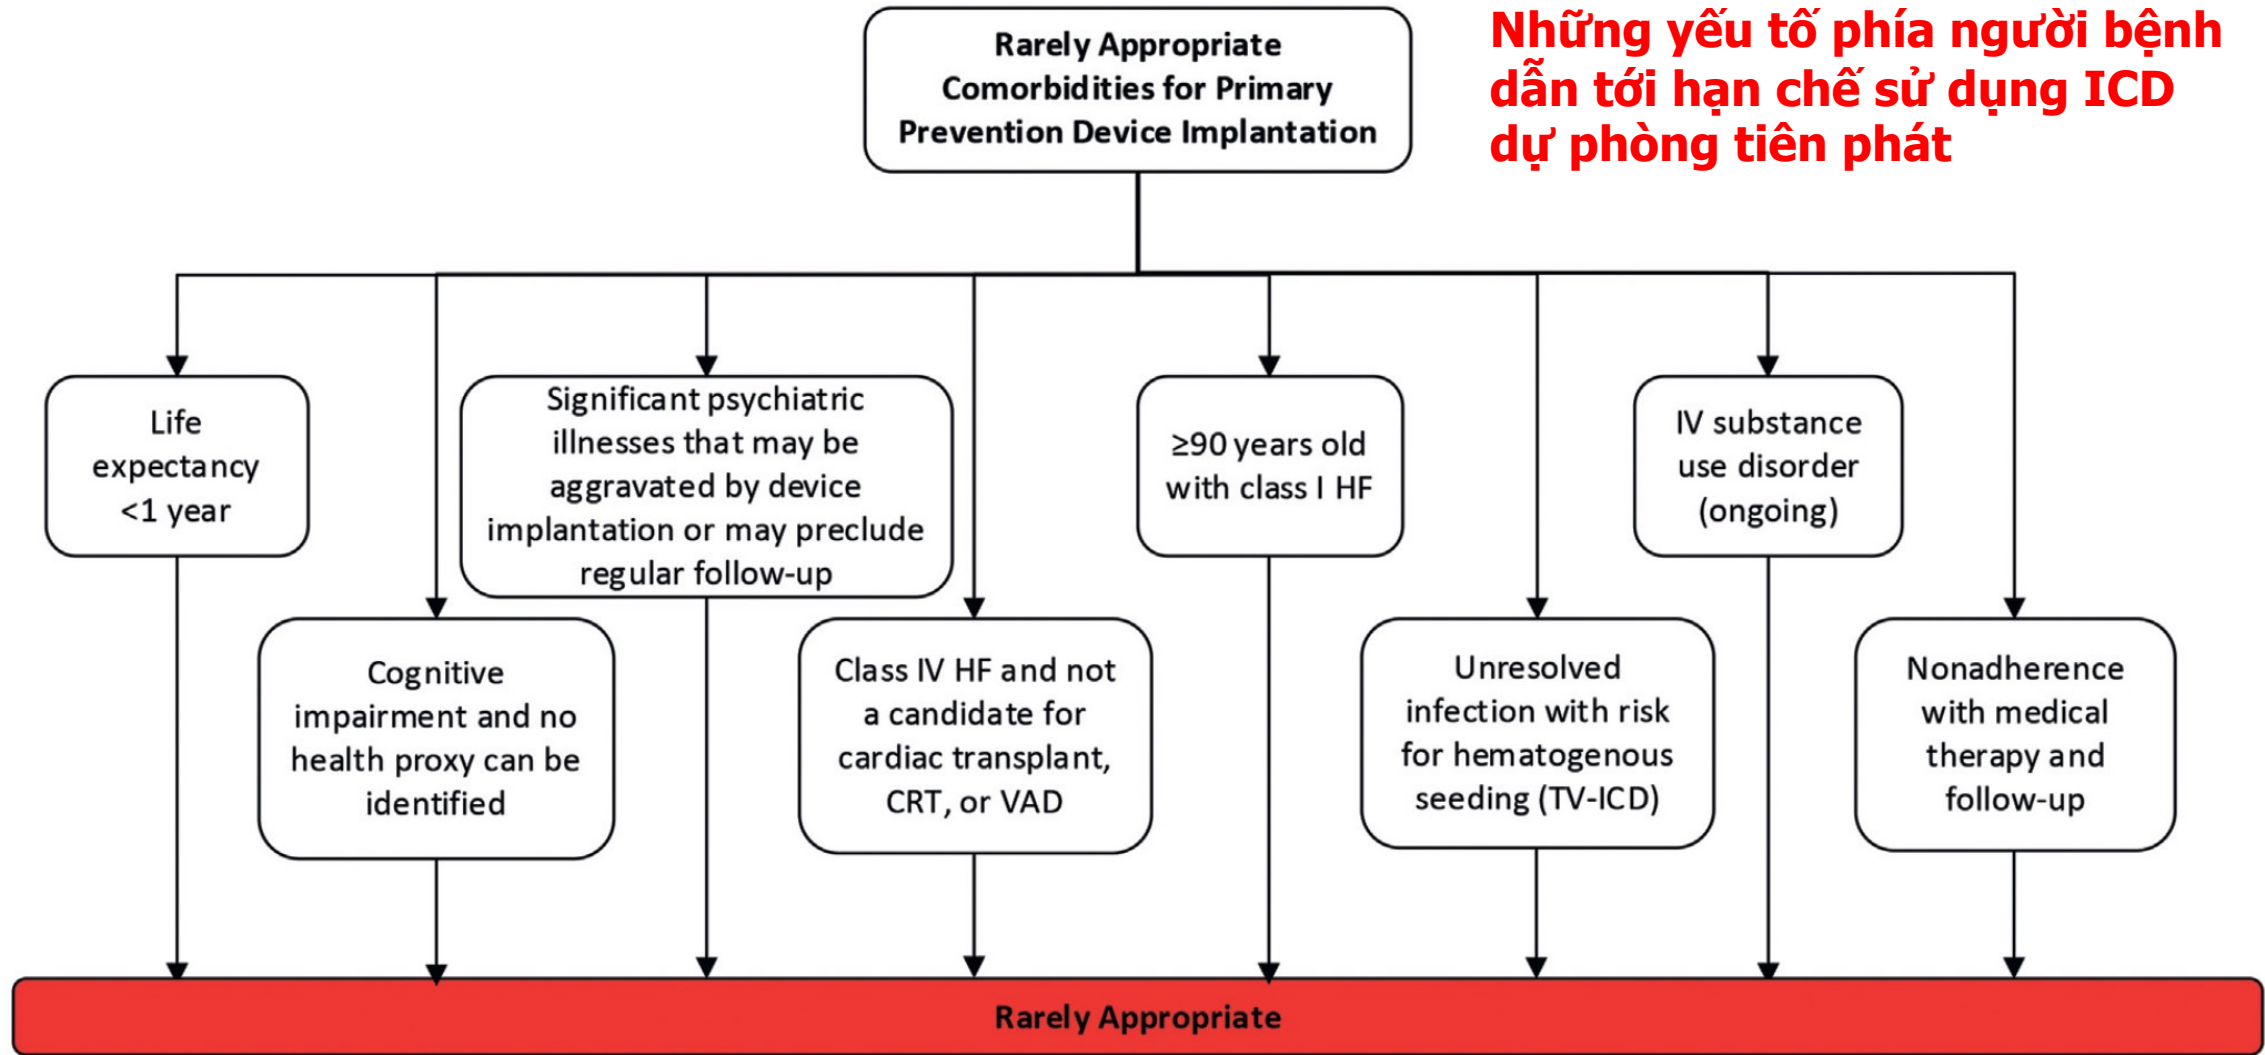 Rarely Appropriate
Comorbidities for Primary
Prevention Device Implantation
Những yếu tố phía người bệnh
dẫn tới hạn chế sử dụng ICD
dự phòng tiên phát
Life
expectancy
<1 year
Significant psychiatric
illnesses that may be
aggravated by device
implantation or may preclude
regular follow-up
≥90 years old
with class I HF
IV substance
use disorder
(ongoing)
Cognitive
impairment and no
health proxy can be
identified
Class IV HF and not
a candidate for
cardiac transplant,
CRT, or VAD
Unresolved
infection with risk
for hematogenous
seeding (TV-ICD)
Nonadherence
with medical
therapy and
follow-up
Rarely Appropriate